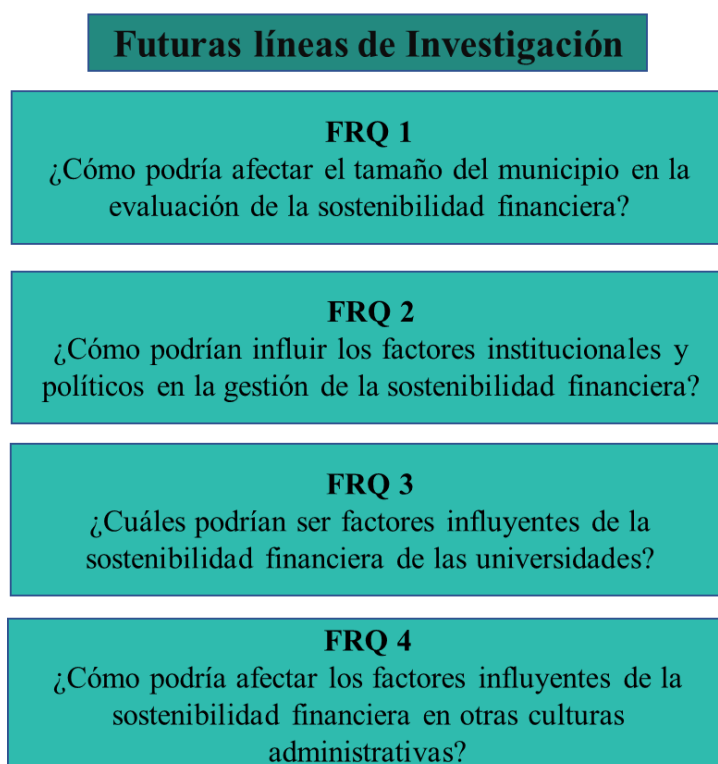 Futuras líneas de Investigación
FRQ 1
¿Cómo podría afectar el tamaño del municipio en la
evaluación de la sostenibilidad financiera?
FRQ 2
¿Cómo podrían influir los factores institucionales y
políticos en la gestión de la sostenibilidad financiera?
FRQ 3
¿Cuáles podrían ser factores influyentes de la
sostenibilidad financiera de las universidades?
FRQ 4
¿Cómo podría afectar los factores influyentes de la
sostenibilidad financiera en otras culturas
administrativas?